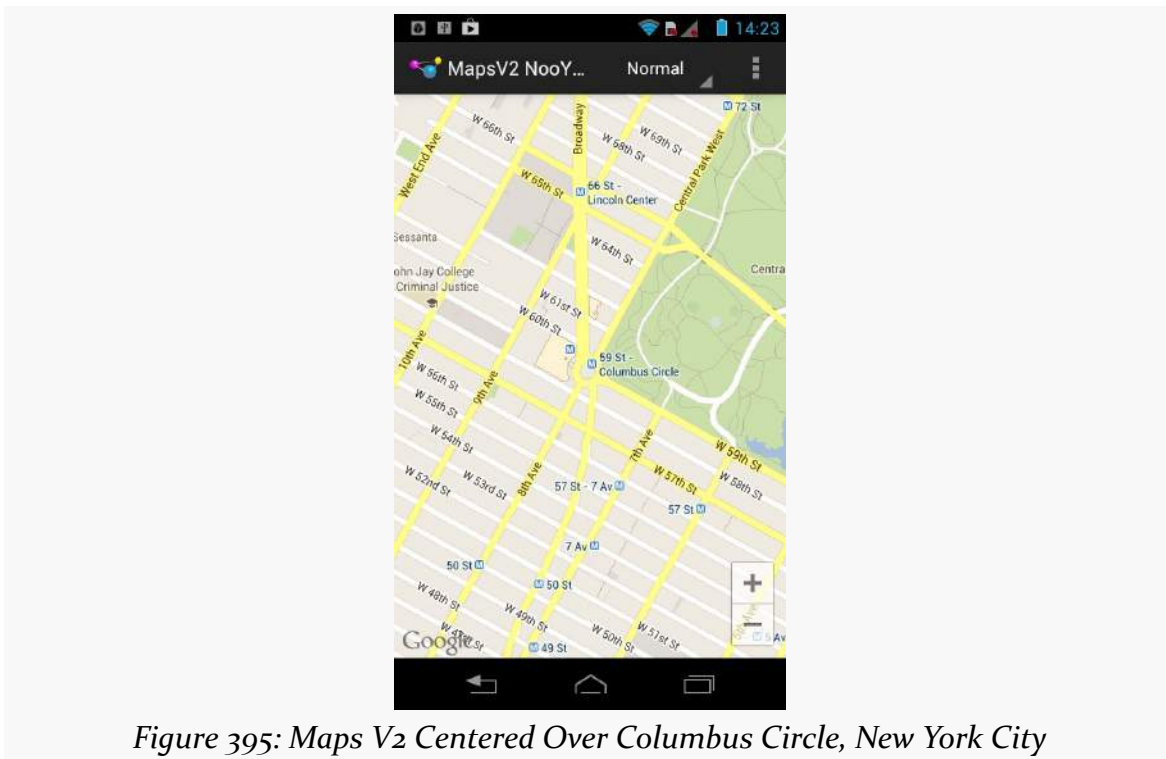 14:23
MapsV2 NooY...
Normal
72 St
W 66th St
Broadway
W 69th St
W 68th St
West End Ave
Central Park West
W 65th St
66 St -
Lincoln Center
Sessanta
W 64th St
Centra
ohn Jay College
Criminal Justice
W 61st St
W 60th St
10th Ave
59 St -
Columbus Circle
W 56th St
9th Ave
W 55th St
W 54th St
7th Ave
W 59th St
W 52nd St
W 53rd St
8th Ave
57 St - 7 Av
W 57th St
W 58th St
57 St
7 Av
50 St
50 St
W 48th St
W 49th St
W 50th St
W 51st St
5th Ave
5 Av
Google
49 St
Figure 395: Maps V2 Centered Over Columbus Circle, New York City